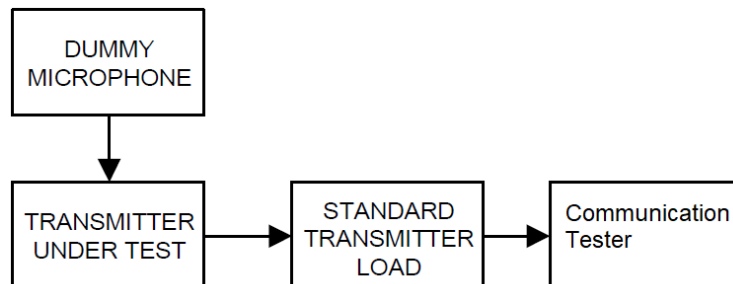 DUMMY
MICROPHONE
TRANSMITTER
UNDER TEST
STANDARD
TRANSMITTER
LOAD
Communication
Tester